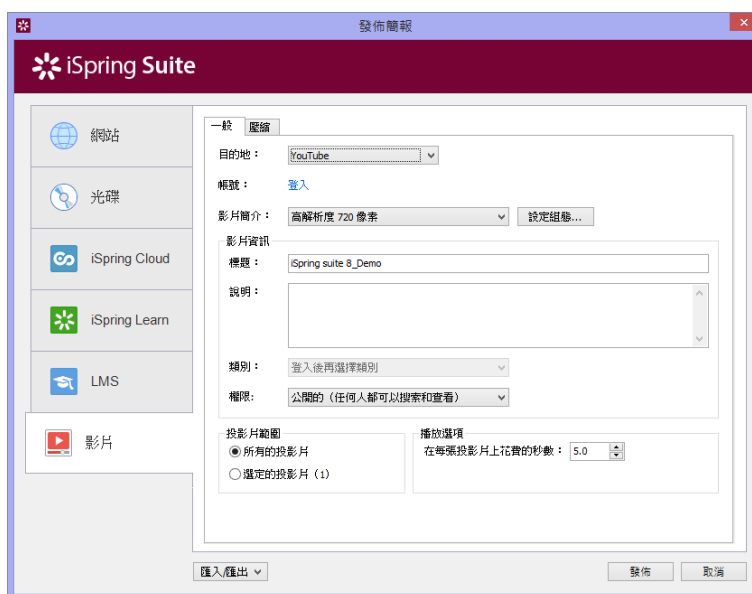 發佈簡報
iSpring Suite
網站
光碟
iSpring Cloud
iSpring Learn
LMS
影片
一般 壓縮
目的地： YouTube
帳號： 登入
影片簡介： 高解析度 720 像素 設定組態...
影片資訊
標題： iSpring suite 8_Demo
說明：
類別： 登入後再選擇類別
權限: 公開的（任何人都可以搜索和查看）
投影片範圍
所有的投影片
選定的投影片（1）
播放選項
在每張投影片上花費的秒數： 5.0
匯入/匯出 發佈 取消